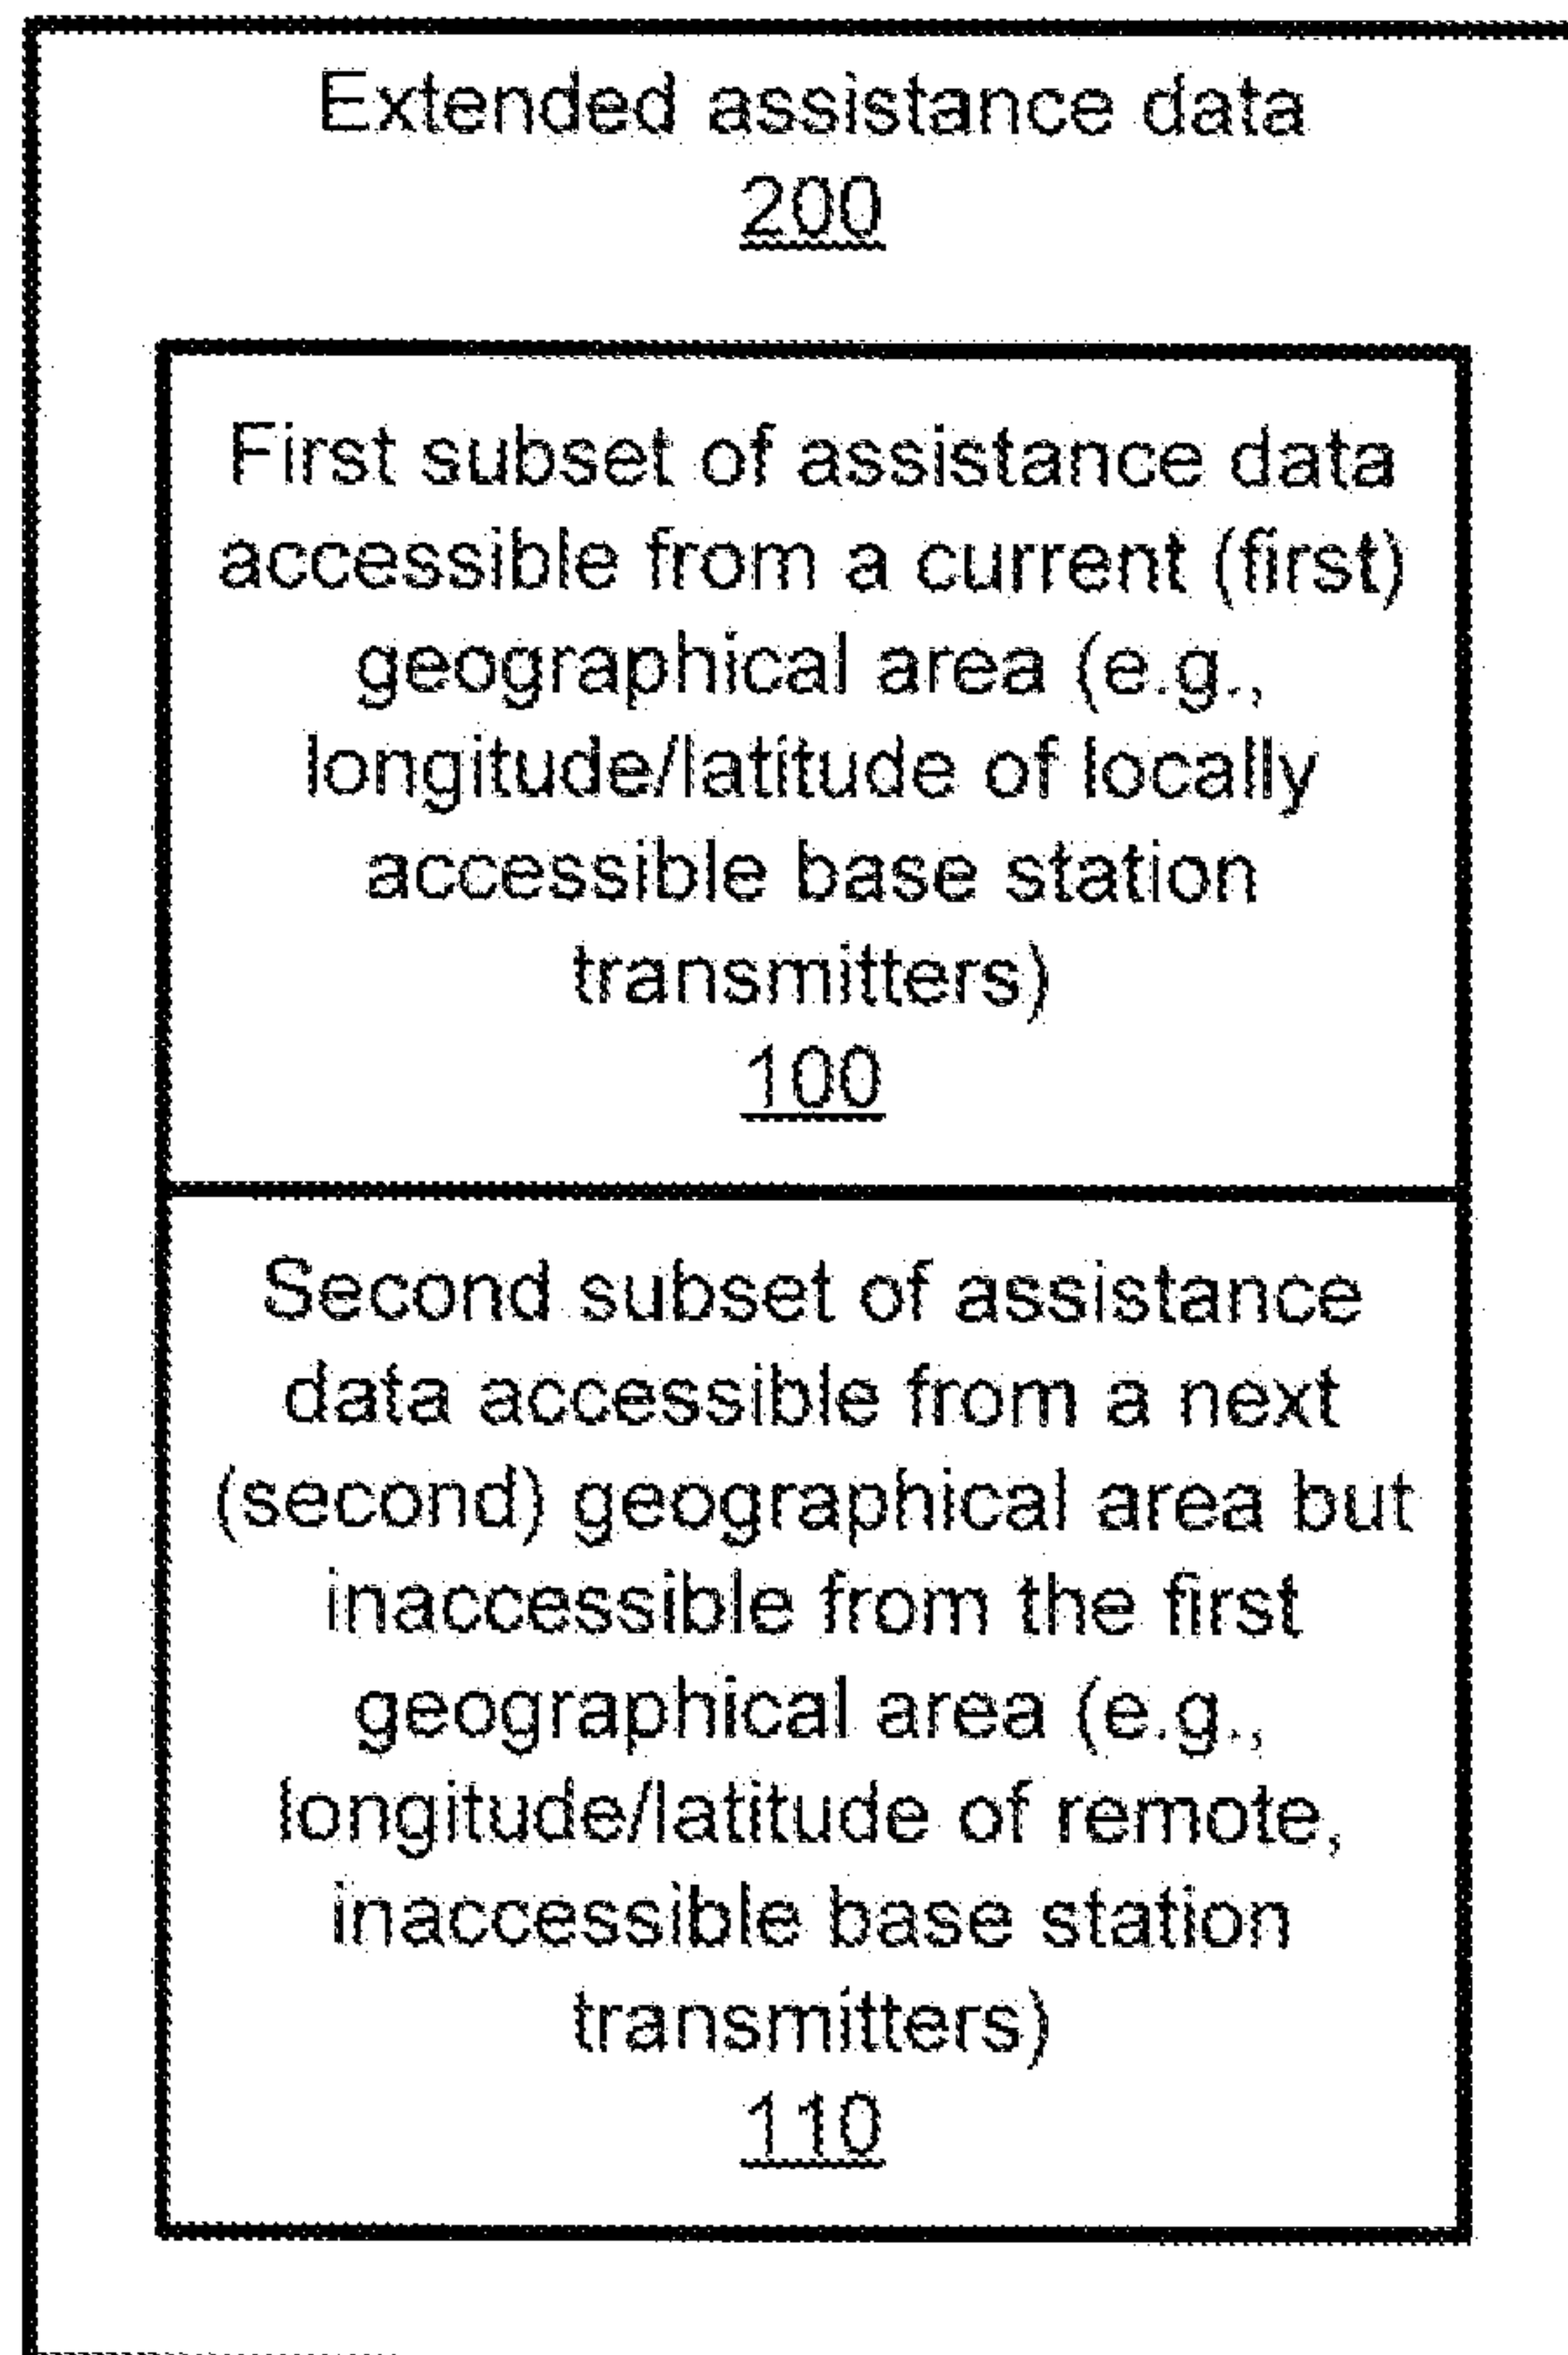 Extended assistance data
200
First subset of assistance data
accessible from a current (first)
geographical area (e.g.,
longitude/latitude of locally
accessible base station
transmitters)
100
Second subset of assistance
data accessible from a next
(second) geographical area but
inaccessible from the first
geographical area (e.g.,
longitude/latitude of remote,
inaccessible base station
transmitters)
110